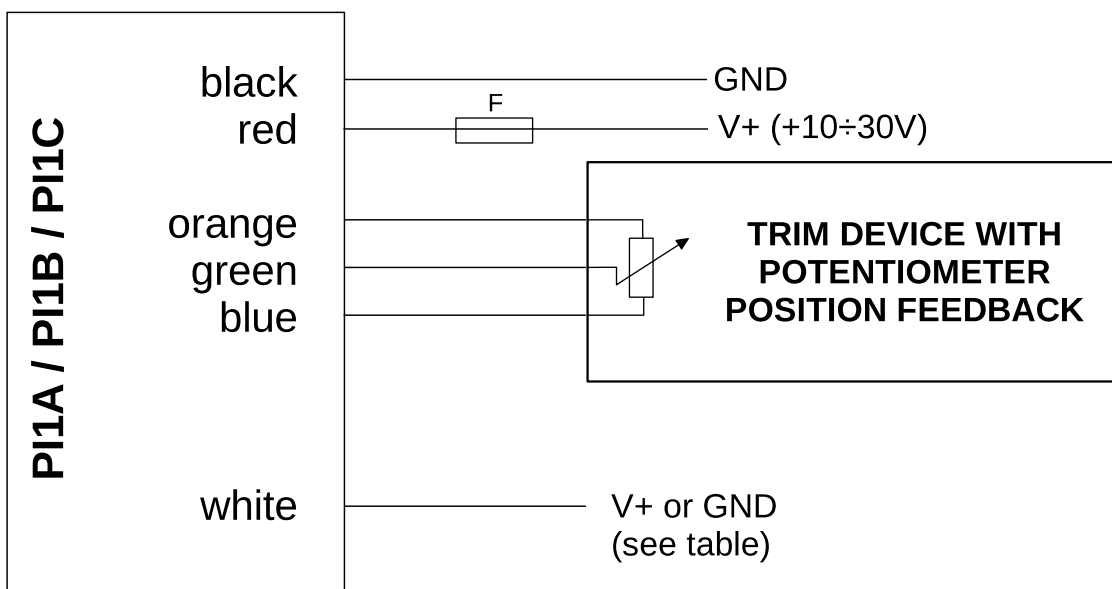 PI1A / PI1B / PI1C
black
GND
F
red
V+ (+10÷30V)
orange
green
blue
TRIM DEVICE WITH
POTENTIOMETER
POSITION FEEDBACK
white
V+ or GND
(see table)